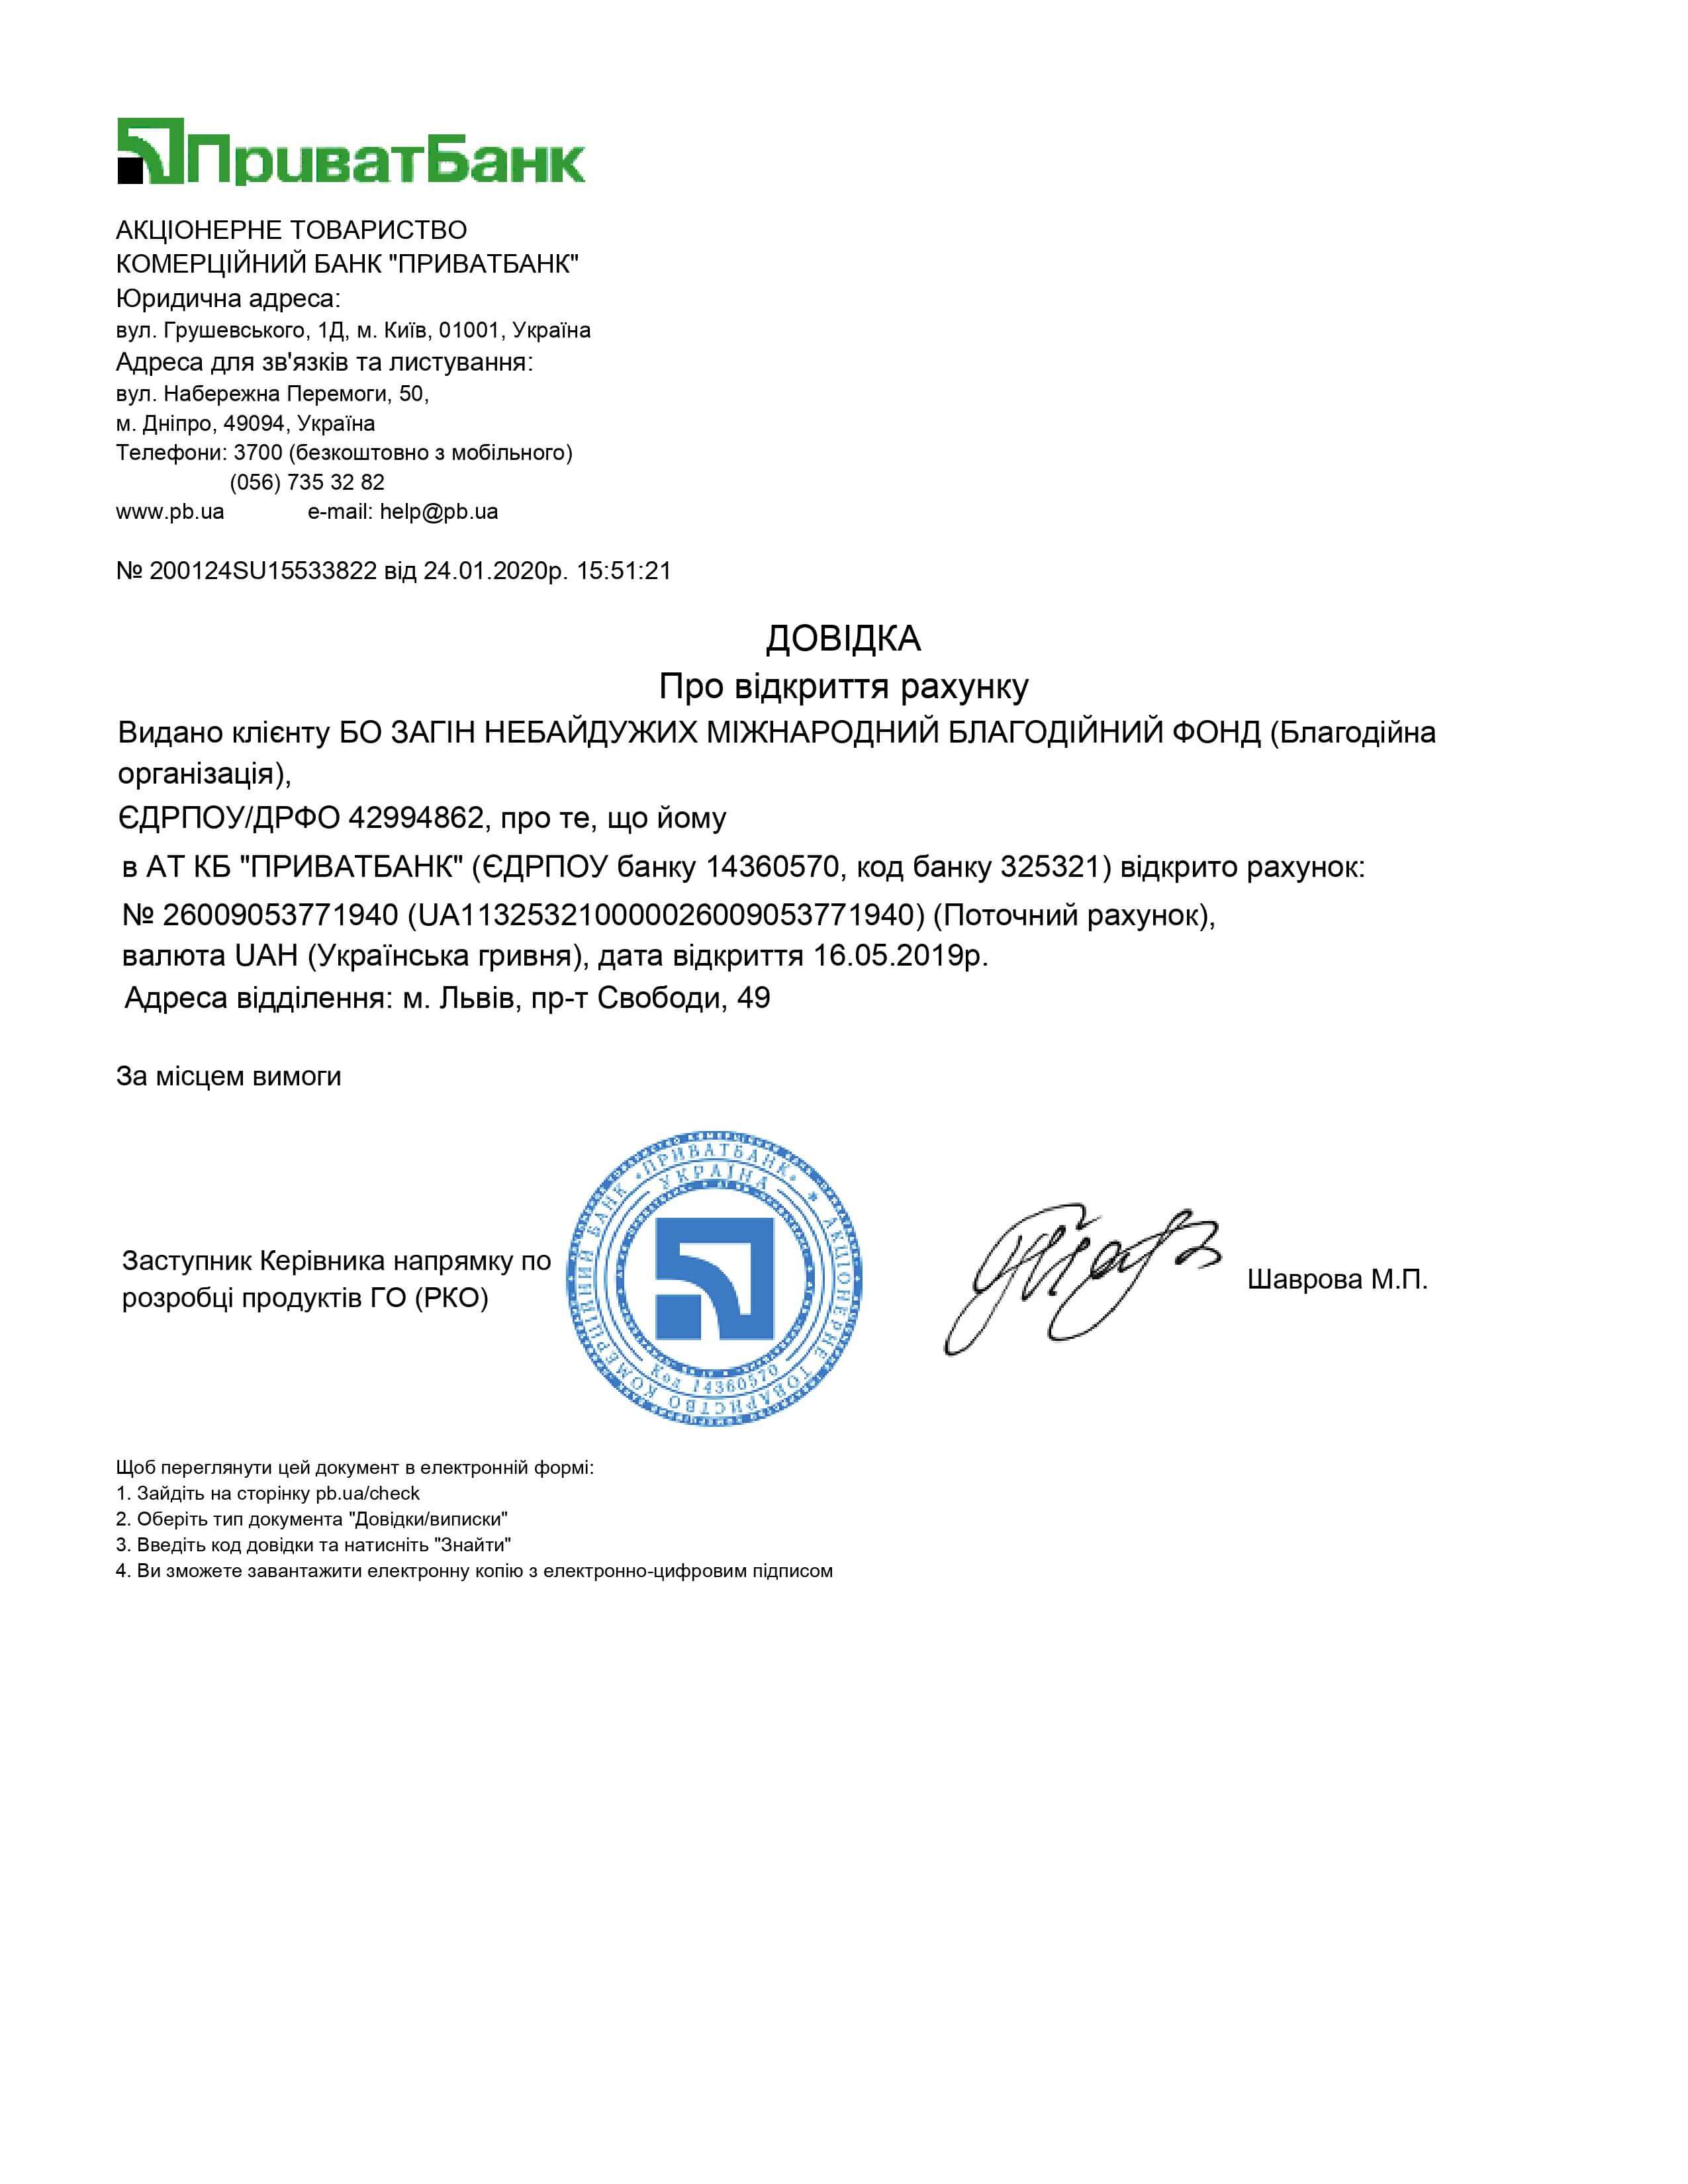 ПриватБанк
АКЦІОНЕРНЕ ТОВАРИСТВО
КОМЕРЦІЙНИЙ БАНК "ПРИВАТБАНК"
Юридична адреса:
вул. Грушевського, 1Д, м. Київ, 01001, Україна
Адреса для зв'язків та листування:
вул. Набережна Перемоги, 50,
м. Дніпро, 49094, Україна
Телефони: 3700 (безкоштовно з мобільного)
(056) 735 32 82
www.pb.ua e-mail: help@pb.ua
№ 200124SU15533822 від 24.01.2020р. 15:51:21
ДОВІДКА
Про відкриття рахунку
Видано клієнту БО ЗАГІН НЕБАЙДУЖИХ МІЖНАРОДНИЙ БЛАГОДІЙНИЙ ФОНД (Благодійна
організація),
ЄДРПОУ/ДРФО 42994862, про те, що йому
в АТ КБ "ПРИВАТБАНК" (ЄДРПОУ банку 14360570, код банку 325321) відкрито рахунок:
№ 26009053771940 (UA113253210000026009053771940) (Поточний рахунок),
валюта UAH (Українська гривня), дата відкриття 16.05.2019р.
Адреса відділення: м. Львів, пр-т Свободи, 49
За місцем вимоги
АКЦІОНЕРНЕ ТОВАРИСТВО КОМЕРЦІЙНИЙ БАНК «ПРИВАТБАНК» *
УКРАЇНА
Код 14360570
Заступник Керівника напрямку по
розробці продуктів ГО (РКО)
Шаврова М.П.
Щоб переглянути цей документ в електронній формі:
1. Зайдіть на сторінку pb.ua/check
2. Оберіть тип документа "Довідки/виписки"
3. Введіть код довідки та натисніть "Знайти"
4. Ви зможете завантажити електронну копію з електронно-цифровим підписом